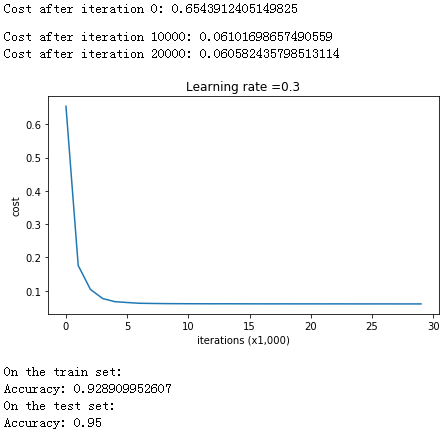 Cost after iteration 0: 0.6543912405149825
Cost after iteration 10000: 0.06101698657490559
Cost after iteration 20000: 0.060582435798513114
Learning rate =0.3
0.6
0.5
0.4
0.3
0.2
0.1
cost
0 5 10 15 20 25 30
iterations (x1,000)
On the train set:
Accuracy: 0.928909952607
On the test set:
Accuracy: 0.95